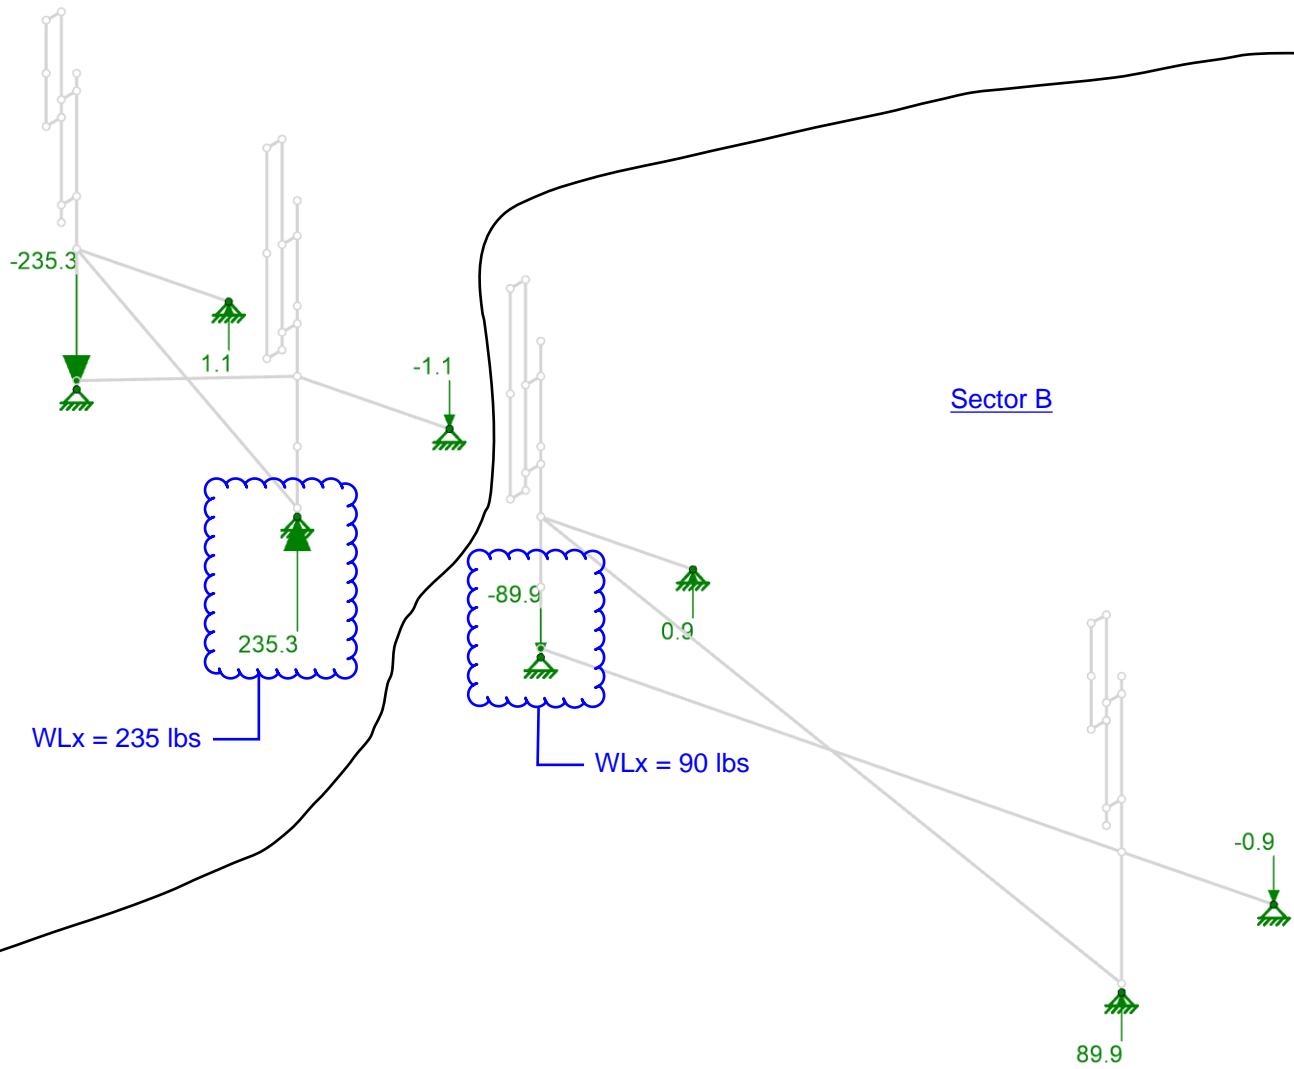 -235.3
1.1
-1.1
Sector B
-89.9
0.9
235.3
WLx = 235 lbs
WLx = 90 lbs
-0.9
89.9